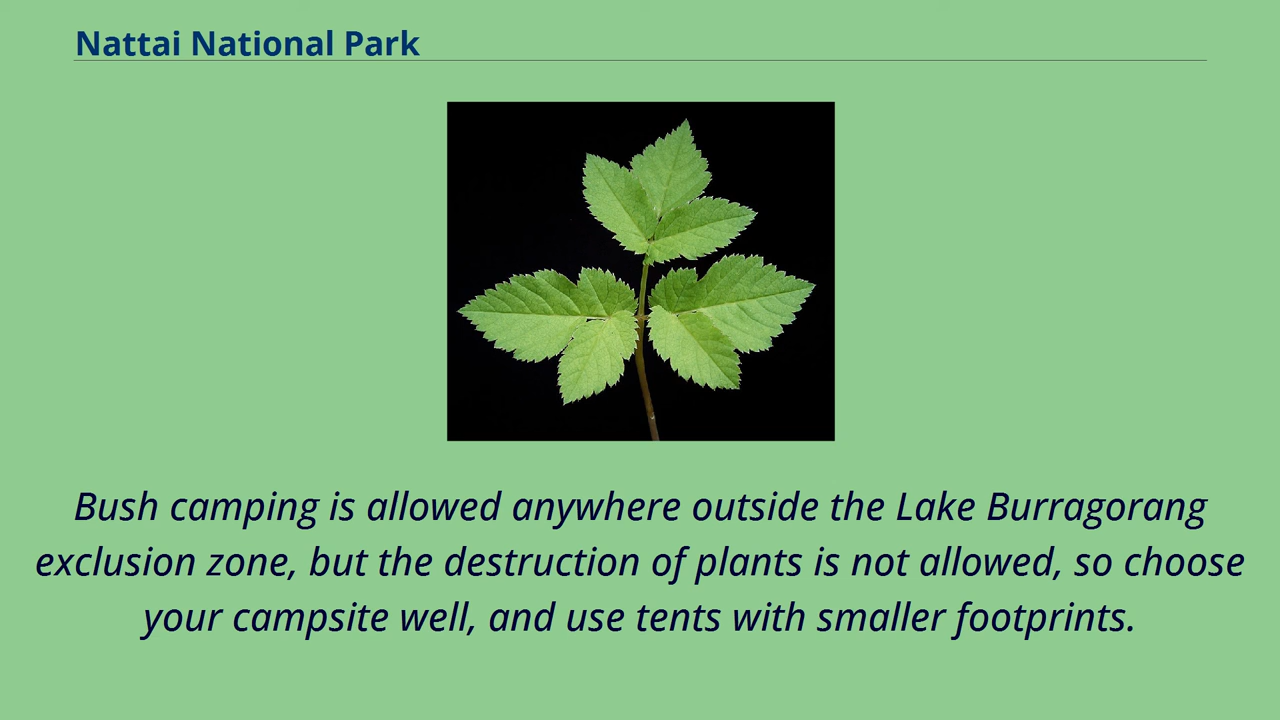 Nattai National Park
Bush camping is allowed anywhere outside the Lake Burragorang
exclusion zone, but the destruction of plants is not allowed, so choose
your campsite well, and use tents with smaller footprints.